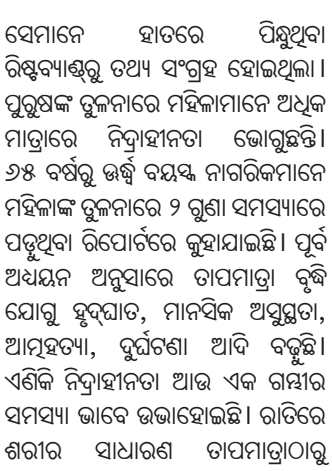 ସେମାନେ ହାତରେ ପିନ୍ଧୁଥିବା
ରିଷ୍ଟବ୍ୟାଣ୍ଡରୁ ତଥ୍ୟ ସଂଗ୍ରହ ହୋଇଥିଲା ।
ପୁରୁଷଙ୍କ ତୁଳନାରେ ମହିଳାମାନେ ଅଧିକ
ମାତ୍ରାରେ ନିଦ୍ରାହୀନତା ଭୋଗୁଛନ୍ତି ।
୬୫ ବର୍ଷରୁ ଊର୍ଦ୍ଧ୍ବ ବୟସ୍କ ନାଗରିକମାନେ
ମହିଳାଙ୍କ ତୁଳନାରେ ୨ ଗୁଣା ସମସ୍ୟାରେ
ପଡ଼ୁଥିବା ରିପୋର୍ଟରେ କୁହାଯାଇଛି । ପୂର୍ବ
ଅଧ୍ୟୟନ ଅନୁସାରେ ତାପମାତ୍ରା ବୃଦ୍ଧି
ଯୋଗୁ ହୃଦ୍‌ଘାତ, ମାନସିକ ଅସୁସ୍ଥତା,
ଆତ୍ମହତ୍ୟା, ଦୁର୍ଘଟଣା ଆଦି ବଢ଼ୁଛି ।
ଏଣିକି ନିଦ୍ରାହୀନତା ଆଉ ଏକ ଗମ୍ଭୀର
ସମସ୍ୟା ଭାବେ ଉଭାହୋଇଛି । ରାତିରେ
ଶରୀର ସାଧାରଣ ତାପମାତ୍ରାଠାରୁ